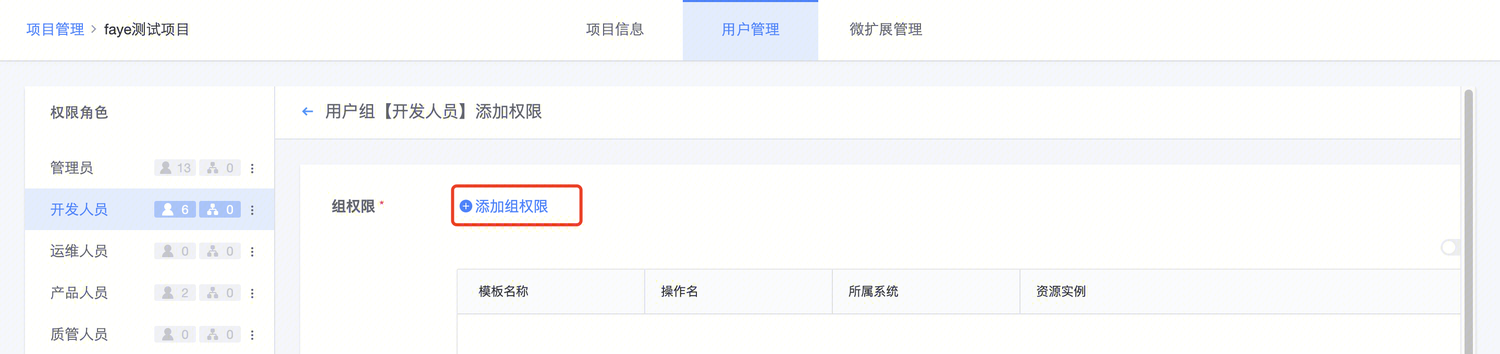 项目管理 > faye测试项目 项目信息 用户管理 微扩展管理
权限角色
管理员 13 0
开发人员 6 0
运维人员 0 0
产品人员 2 0
质管人员 0 0
← 用户组【开发人员】添加权限
组权限 * 添加组权限
模板名称 操作名 所属系统 资源实例